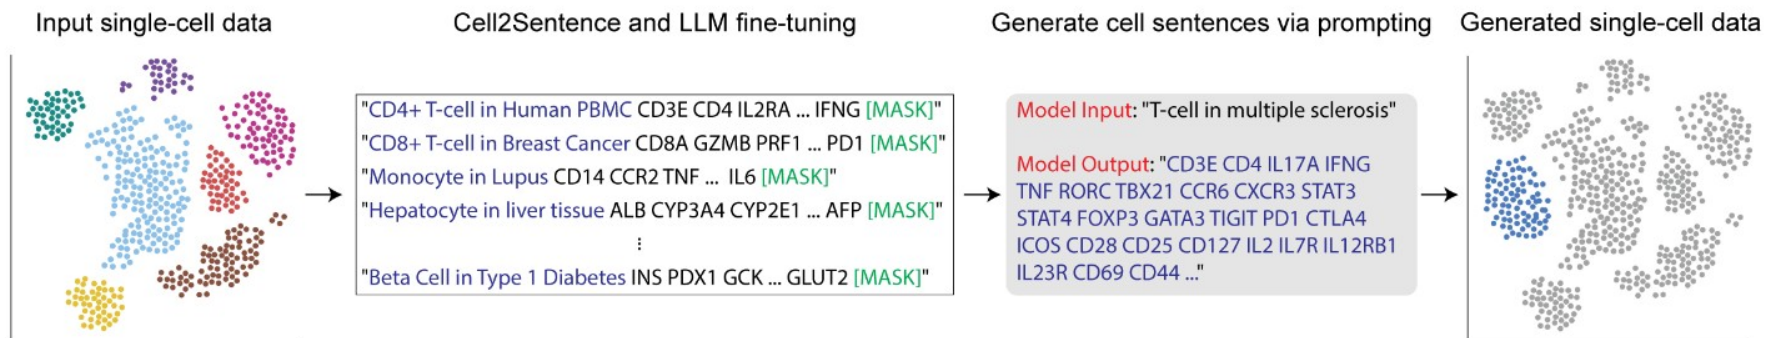 Input single-cell data
Cell2Sentence and LLM fine-tuning
Generate cell sentences via prompting
Generated single-cell data
"CD4+ T-cell in Human PBMC CD3E CD4 IL2RA ... IFNG [MASK]"
"CD8+ T-cell in Breast Cancer CD8A GZMB PRF1 ... PD1 [MASK]"
"Monocyte in Lupus CD14 CCR2 TNF ... IL6 [MASK]"
"Hepatocyte in liver tissue ALB CYP3A4 CYP2E1 ... AFP [MASK]"
⋮
"Beta Cell in Type 1 Diabetes INS PDX1 GCK ... GLUT2 [MASK]"
Model Input: "T-cell in multiple sclerosis"
Model Output: "CD3E CD4 IL17A IFNG
TNF RORC TBX21 CCR6 CXCR3 STAT3
STAT4 FOXP3 GATA3 TIGIT PD1 CTLA4
ICOS CD28 CD25 CD127 IL2 IL7R IL12RB1
IL23R CD69 CD44 ..."